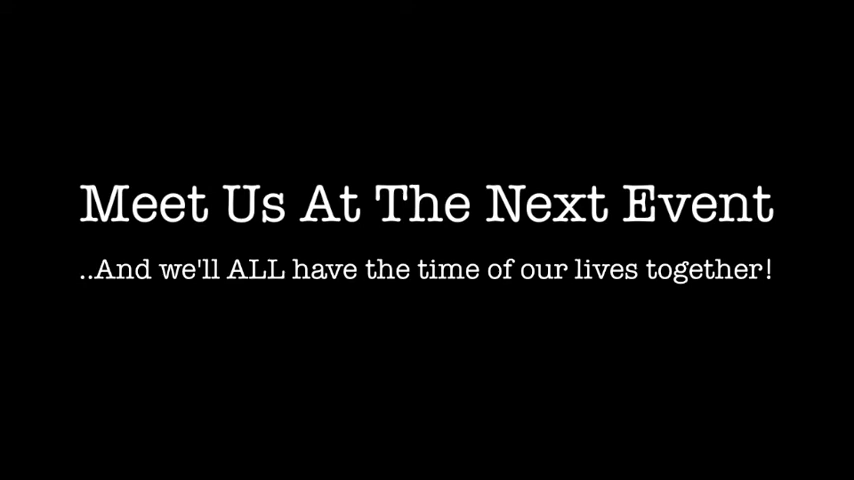 Meet Us At The Next Event
..And we'll ALL have the time of our lives together!